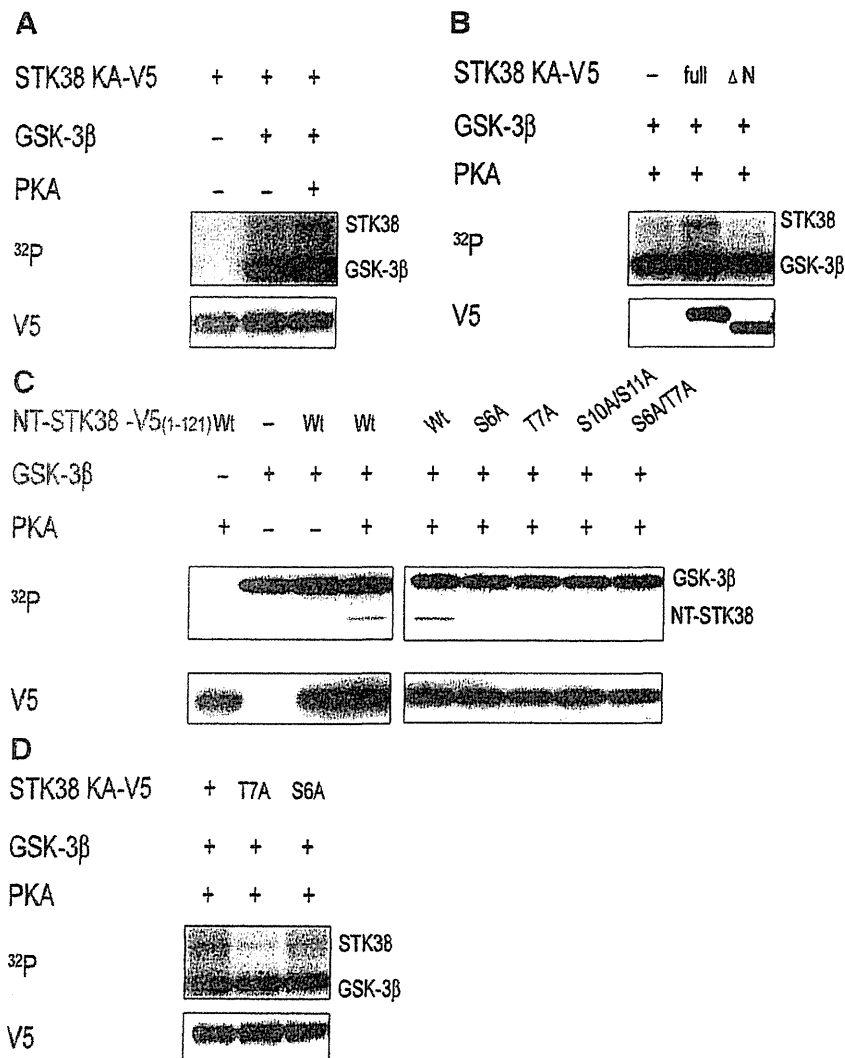 A
STK38 KA-V5 + + +
GSK-3β - + +
PKA - - +
³²P
STK38
GSK-3β
V5
B
STK38 KA-V5 - full ΔN
GSK-3β + + +
PKA + + +
³²P
STK38
GSK-3β
V5
C
NT-STK38 -V5(1-121) Wt - Wt Wt Wt S6A T7A S10A/S11A S6A/T7A
GSK-3β - + + + + + + + +
PKA + - - + + + + + +
³²P
GSK-3β
NT-STK38
V5
D
STK38 KA-V5 + T7A S6A
GSK-3β + + +
PKA + + +
³²P
STK38
GSK-3β
V5